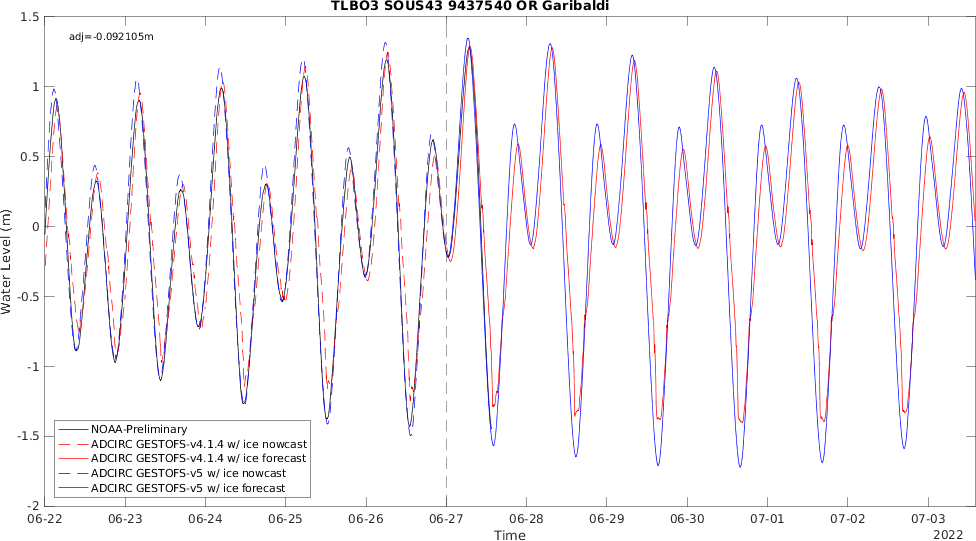 TLBO3 SOUS43 9437540 OR Garibaldi
adj=-0.092105m
1.5
1
0.5
0
-0.5
-1
-1.5
-2
Water Level (m)
NOAA-Preliminary
ADCIRC GESTOFS-v4.1.4 w/ ice nowcast
ADCIRC GESTOFS-v4.1.4 w/ ice forecast
ADCIRC GESTOFS-v5 w/ ice nowcast
ADCIRC GESTOFS-v5 w/ ice forecast
06-22 06-23 06-24 06-25 06-26 06-27 06-28 06-29 06-30 07-01 07-02 07-03
Time
2022